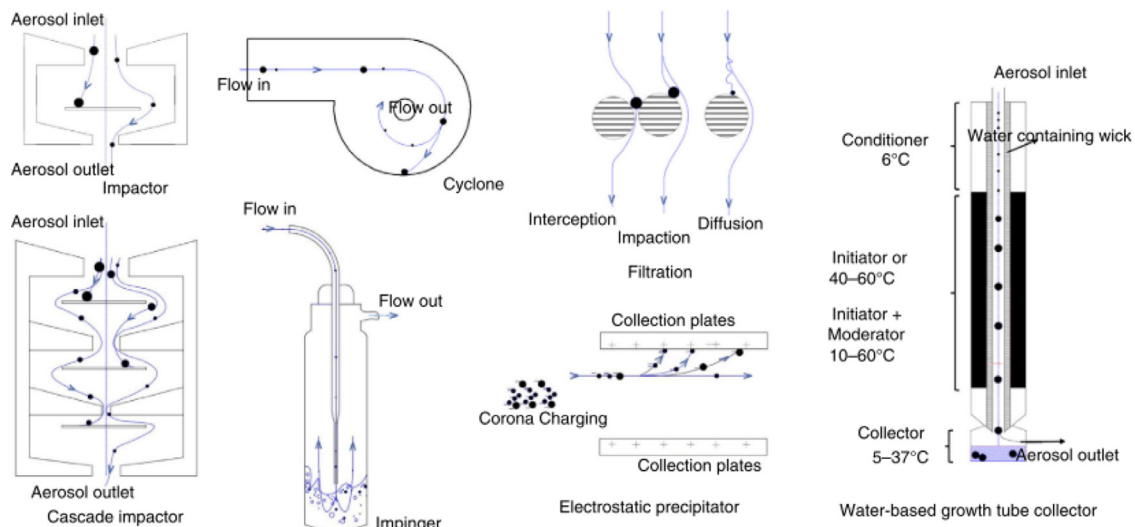 Aerosol inlet
Aerosol outlet
Impactor
Flow in
Flow out
Cyclone
Interception
Impaction
Diffusion
Filtration
Aerosol inlet
Conditioner
6°C
Water containing wick
Initiator or
40–60°C
Initiator +
Moderator
10–60°C
Collector
5–37°C
Aerosol outlet
Water-based growth tube collector
Aerosol inlet
Aerosol outlet
Cascade impactor
Flow in
Flow out
Impinger
Collection plates
+ + + + + +
Corona Charging
+ + + + + +
Collection plates
Electrostatic precipitator